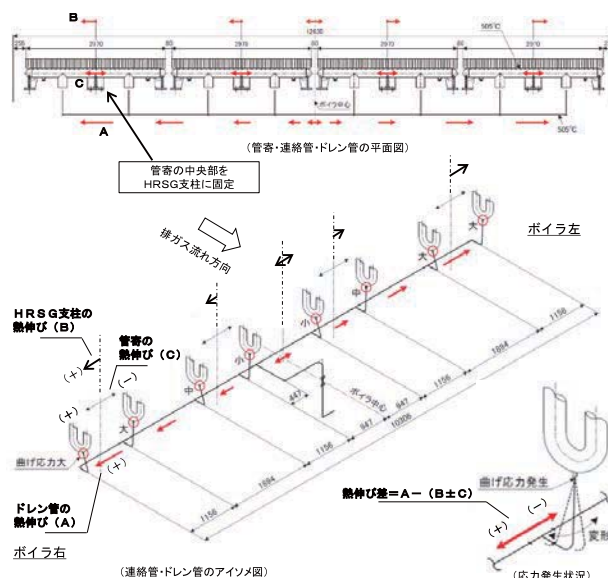 B
12630
235
2910
80
2910
80
2910
80
2910
505℃
C
ボイラ中心
A
505℃
(管寄・連絡管・ドレン管の平面図)
管寄の中央部を
HRSG支柱に固定
排ガス流れ方向
ボイラ左
大
大
中
小
小
中
大
HRSG支柱の
熱伸び(B)
管寄の
熱伸び(C)
(+)
(+)
(-)
曲げ応力大
(+)
ドレン管の
熱伸び(A)
ボイラ右
447
ボイラ中心
1156
1694
1156
947
947
1156
1694
1156
10306
(連絡管・ドレン管のアイソメ図)
熱伸び差=A-(B±C)
曲げ応力発生
(-)
(+)
変形
(応力発生状況)